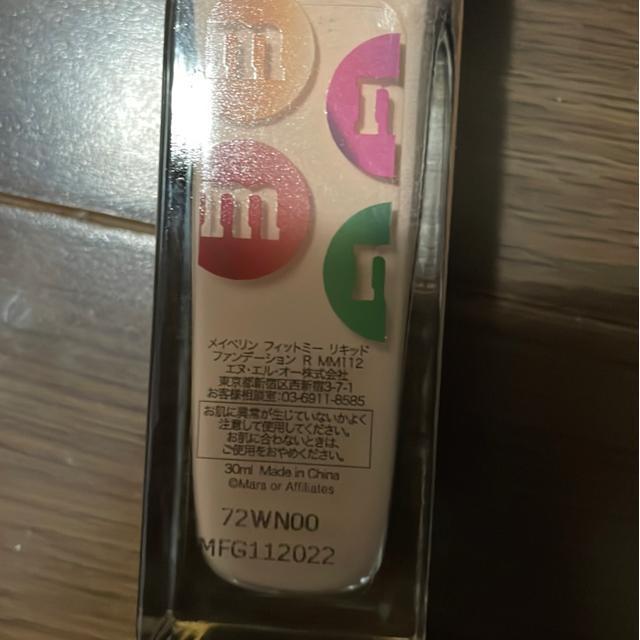 m
m
m
m
メイベリン フィットミー リキッド
ファンデーション R MM112
エヌ・エル・オー株式会社
東京都新宿区西新宿3-7-1
お客様相談室:03-6911-8585
お肌に異常が生じていないかよく
注意して使用してください。
お肌に合わないときは、
ご使用をおやめください。
30ml Made in China
©Mars or Affiliates
72WN00
MFG112022